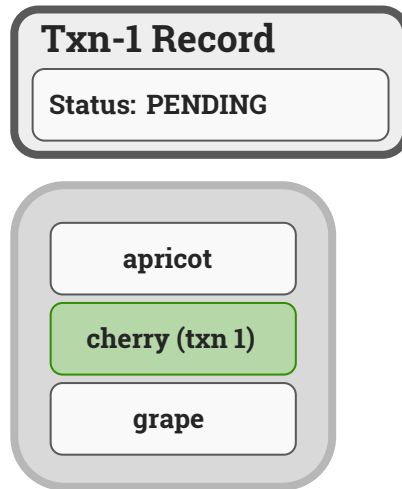 Txn-1 Record
Status: PENDING
apricot
cherry (txn 1)
grape